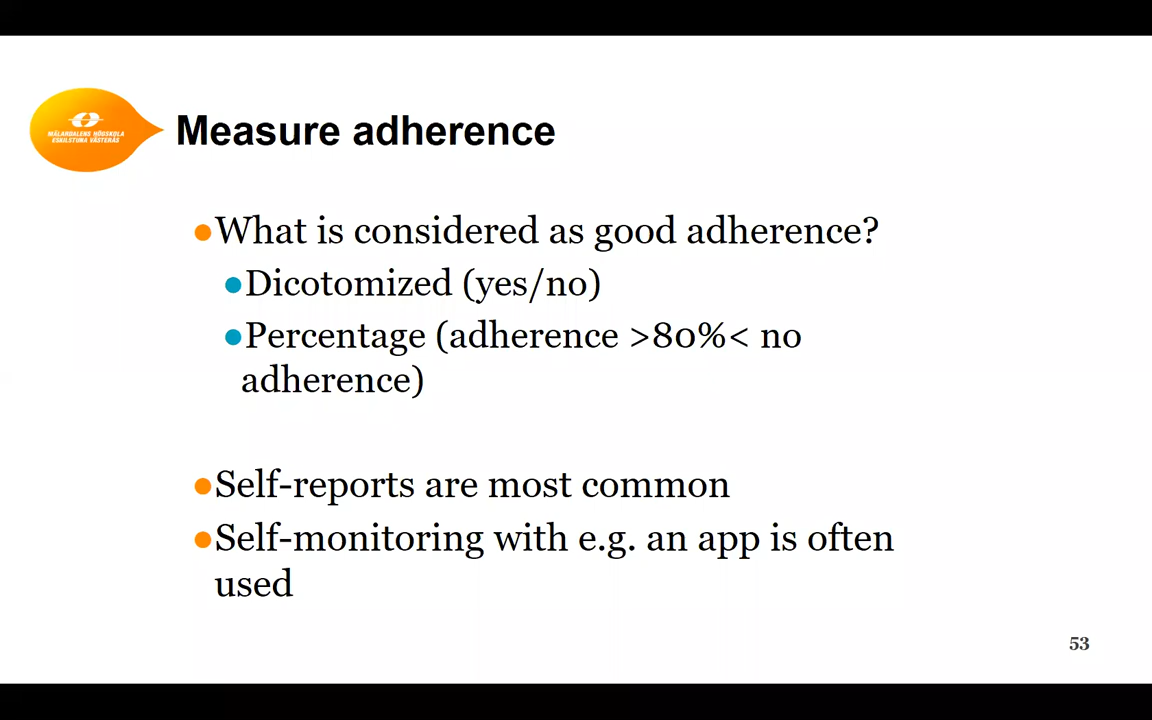 MÄLARDALENS HÖGSKOLA
ESKILSTUNA VÄSTERÅS
Measure adherence
●What is considered as good adherence?
●Dicotomized (yes/no)
●Percentage (adherence >80%< no
adherence)
●Self-reports are most common
●Self-monitoring with e.g. an app is often
used
53